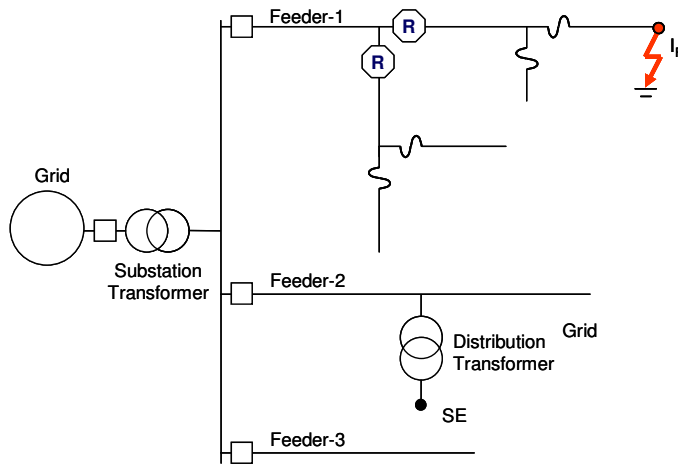 Feeder-1
R
R
Grid
Substation
Transformer
Feeder-2
Distribution
Transformer
Grid
SE
Feeder-3